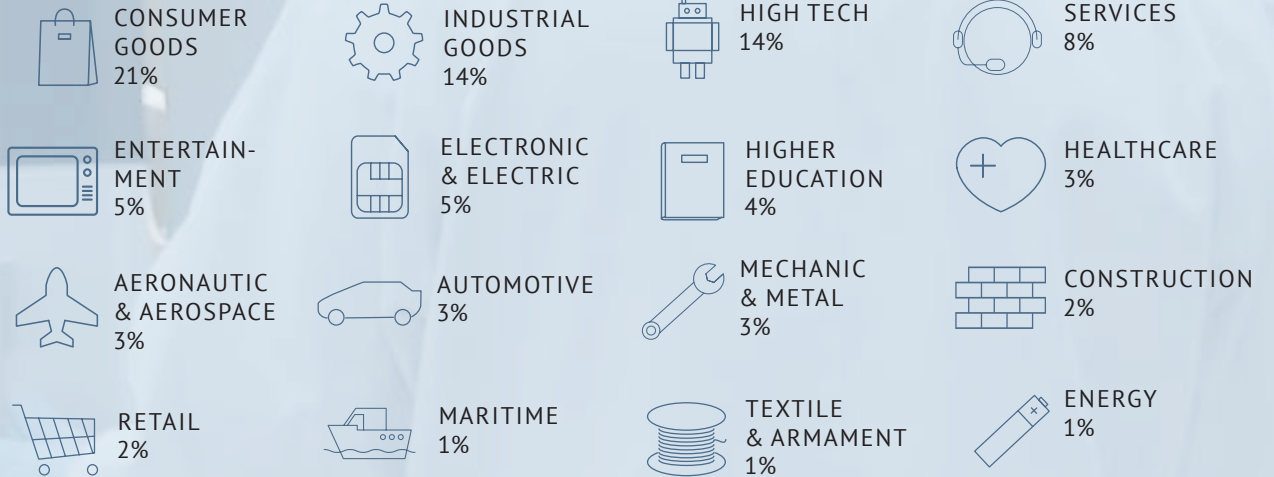 CONSUMER
GOODS
21%
INDUSTRIAL
GOODS
14%
HIGH TECH
14%
SERVICES
8%
ENTERTAIN-
MENT
5%
ELECTRONIC
& ELECTRIC
5%
HIGHER
EDUCATION
4%
HEALTHCARE
3%
AERONAUTIC
& AEROSPACE
3%
AUTOMOTIVE
3%
MECHANIC
& METAL
3%
CONSTRUCTION
2%
RETAIL
2%
MARITIME
1%
TEXTILE
& ARMAMENT
1%
ENERGY
1%